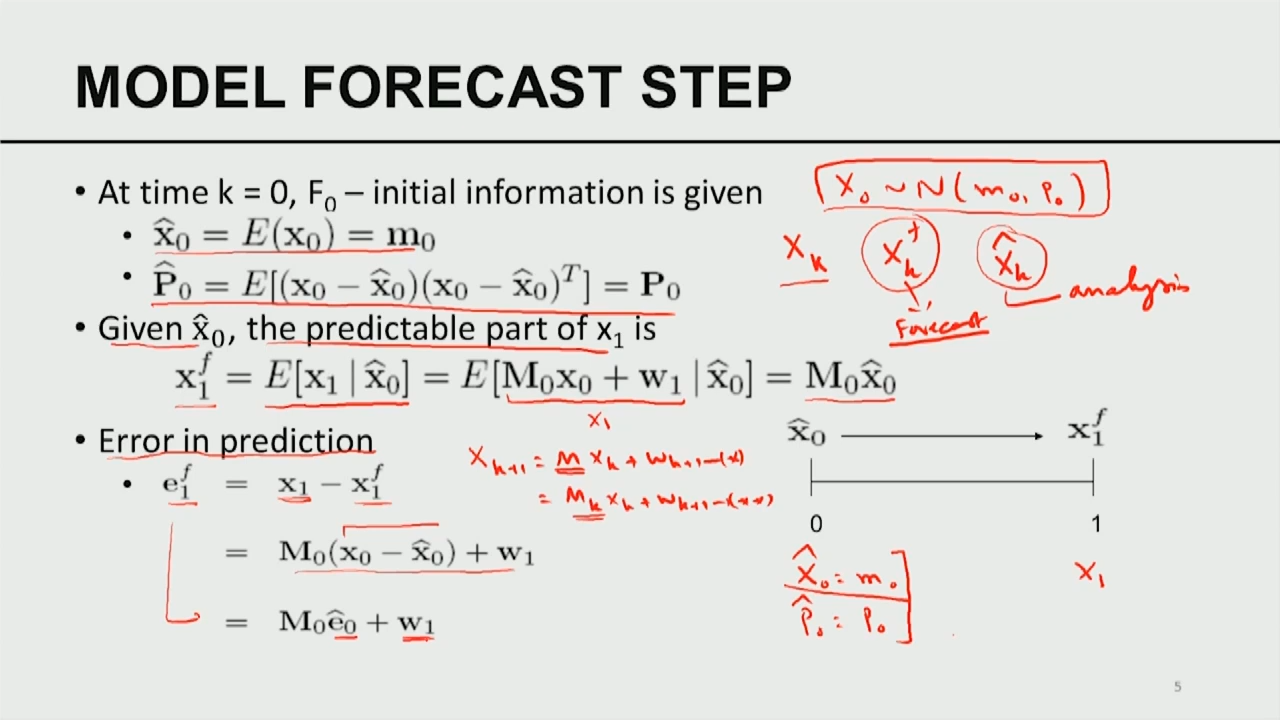 MODEL FORECAST STEP
• At time k = 0, F₀ – initial information is given
• x̂₀ = E(x₀) = m₀
• P̂₀ = E[(x₀ − x̂₀)(x₀ − x̂₀)ᵀ] = P₀
• Given x̂₀, the predictable part of x₁ is
x₁ᶠ = E[x₁ | x̂₀] = E[M₀x₀ + w₁ | x̂₀] = M₀x̂₀
x₁
• Error in prediction
• e₁ᶠ = x₁ − x₁ᶠ
= M₀(x₀ − x̂₀) + w₁
= M₀ê₀ + w₁
x₀ ~ N(m₀, P₀)
xₖ xₖᶠ x̂ₖ
analysis
Forecast
xₖ₊₁ = M xₖ + wₖ₊₁ – (*)
= Mₖ xₖ + wₖ₊₁ – (**)
x̂₀ x₁ᶠ
0 1
x̂₀ = m₀ x₁
P̂₀ = P₀
5